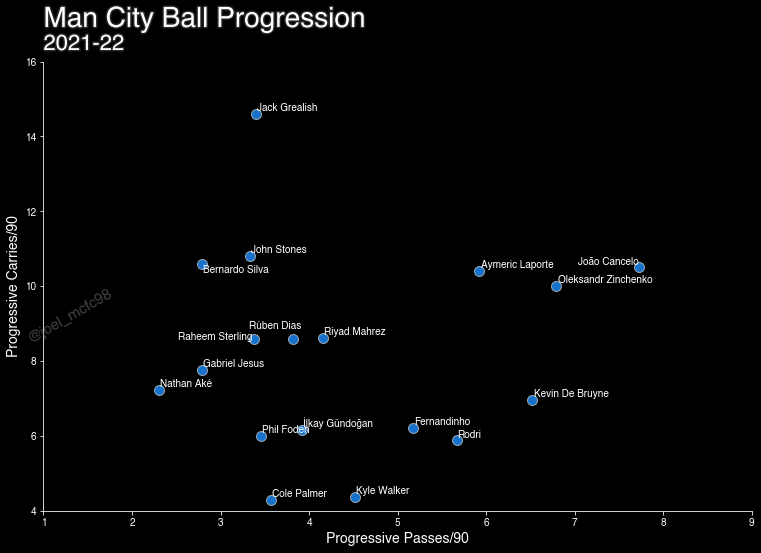 Man City Ball Progression
2021-22
16
14
12
10
8
6
4
1
2
3
4
5
6
7
8
9
Progressive Carries/90
Progressive Passes/90
@joel_mcfc98
Jack Grealish
John Stones
Bernardo Silva
Aymeric Laporte
João Cancelo
Oleksandr Zinchenko
Rúben Dias
Raheem Sterling
Riyad Mahrez
Gabriel Jesus
Nathan Aké
Kevin De Bruyne
Phil Foden
İlkay Gündoğan
Fernandinho
Rodri
Cole Palmer
Kyle Walker